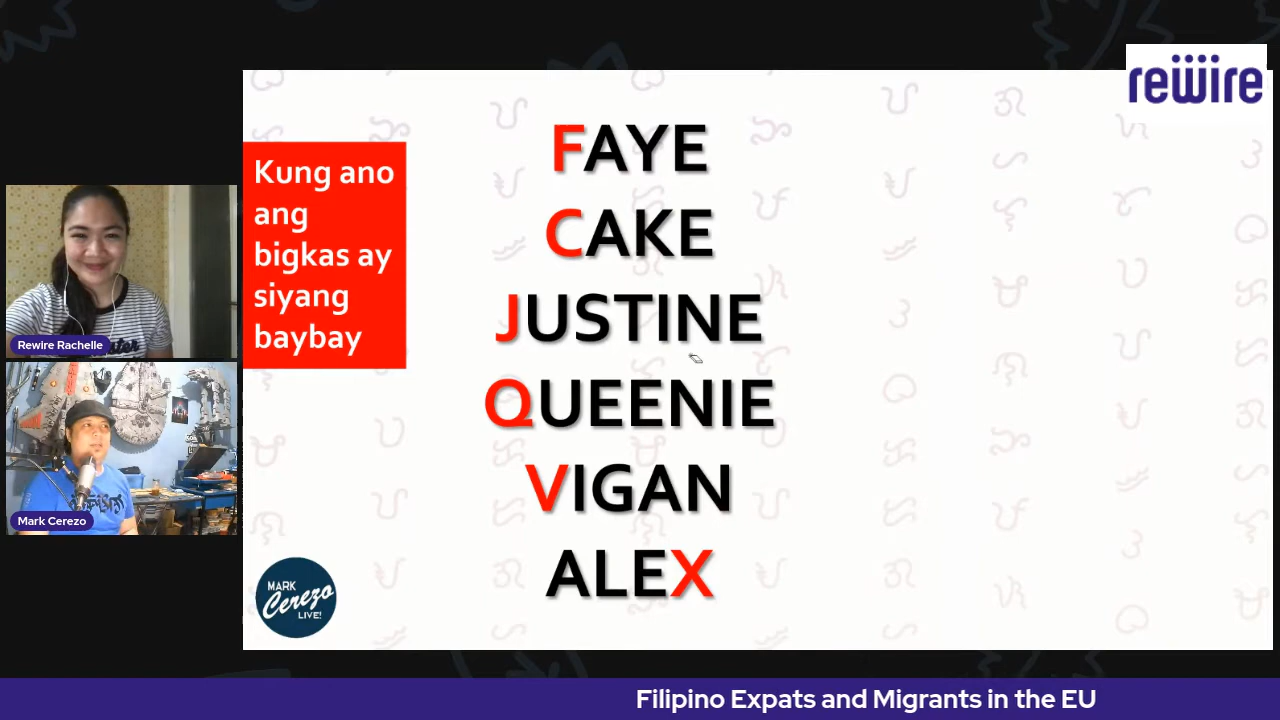 rewire
Kung ano
ang
bigkas ay
siyang
baybay
FAYE
CAKE
JUSTINE
QUEENIE
VIGAN
ALEX
Rewire Rachelle
Mark Cerezo
MARK
Cerezo
LIVE!
Filipino Expats and Migrants in the EU